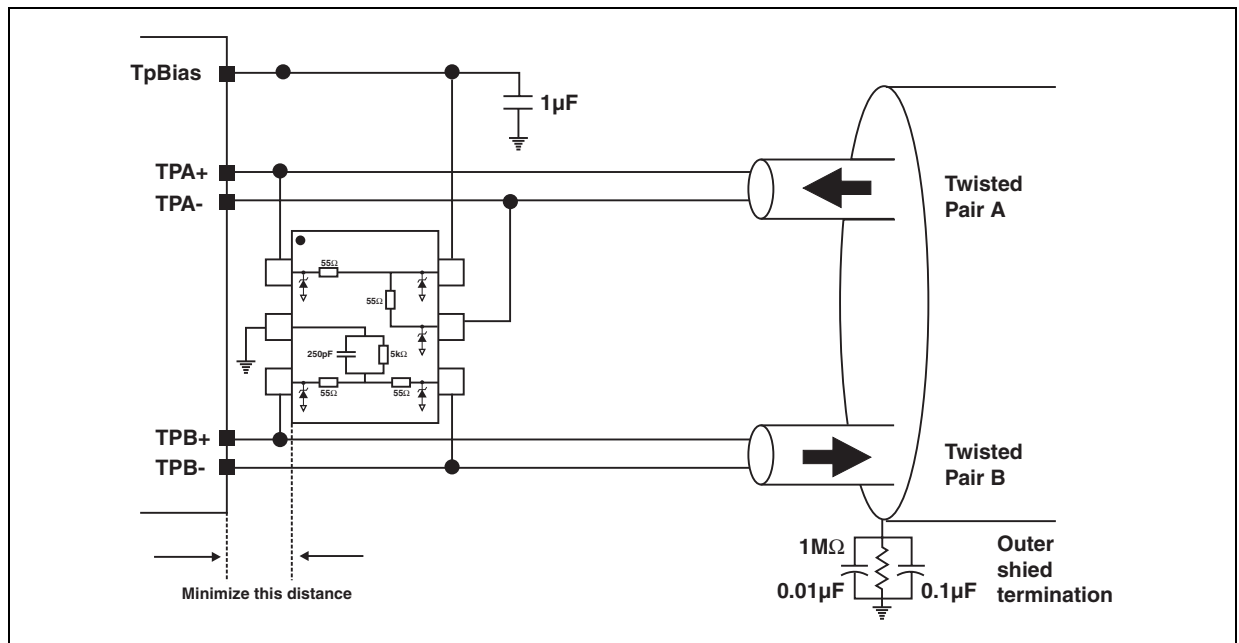 TpBias
1µF
TPA+
TPA-
Twisted
Pair A
55Ω
55Ω
250pF
5kΩ
55Ω
55Ω
TPB+
TPB-
Twisted
Pair B
Minimize this distance
1MΩ
0.01µF
0.1µF
Outer
shied
termination